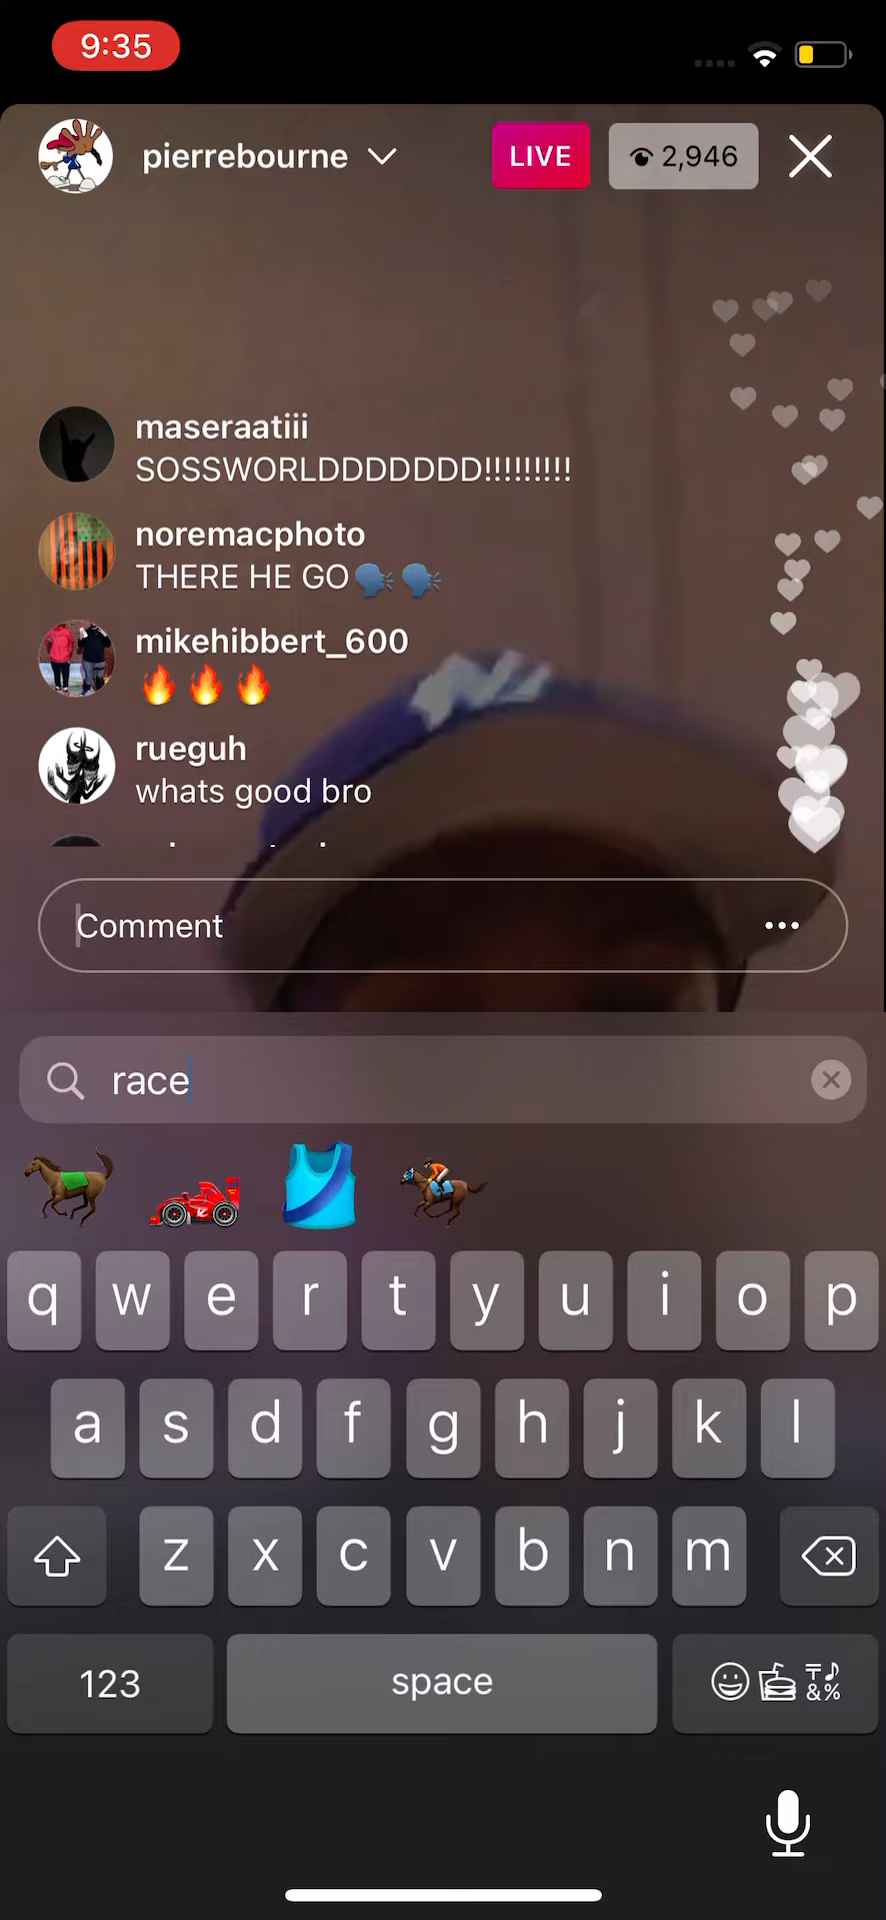 9:35
pierrebourne
LIVE
2,946
maseraatiii
SOSSWORLDDDDDDD!!!!!!!!!
noremacphoto
THERE HE GO🗣️🗣️
mikehibbert_600
🔥🔥🔥
rueguh
whats good bro
Comment
race
q w e r t y u i o p
a s d f g h j k l
z x c v b n m
123 space